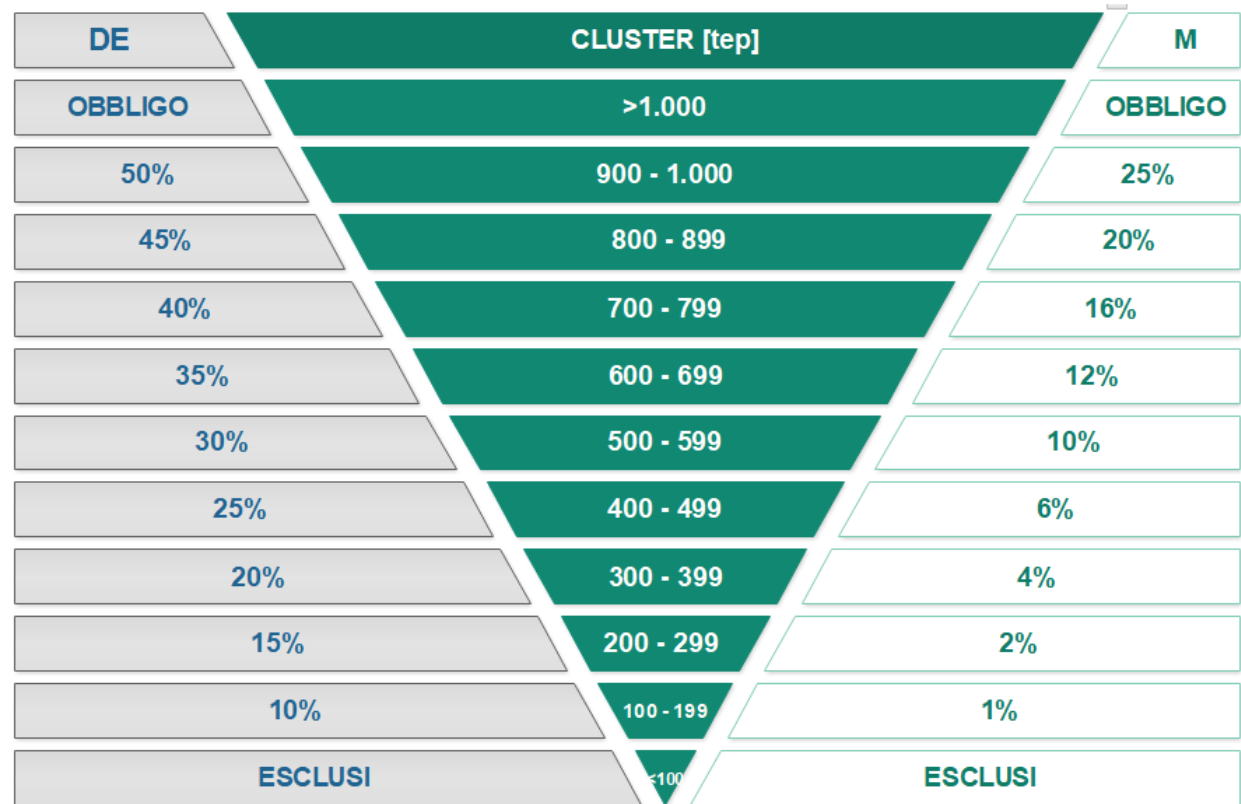 DE CLUSTER [tep] M
OBBLIGO >1.000 OBBLIGO
50% 900 - 1.000 25%
45% 800 - 899 20%
40% 700 - 799 16%
35% 600 - 699 12%
30% 500 - 599 10%
25% 400 - 499 6%
20% 300 - 399 4%
15% 200 - 299 2%
10% 100 - 199 1%
ESCLUSI <100 ESCLUSI